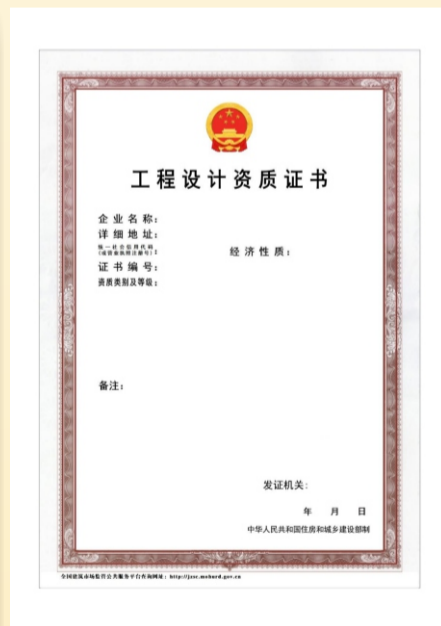 工程设计资质证书
企业名称：
详细地址：
统一社会信用代码
(或营业执照注册号)：
经济性质：
证书编号：
资质类别及等级：
备注：
发证机关：
年 月 日
中华人民共和国住房和城乡建设部制
全国建筑市场监管公共服务平台查询网址：http://jzsc.mohurd.gov.cn